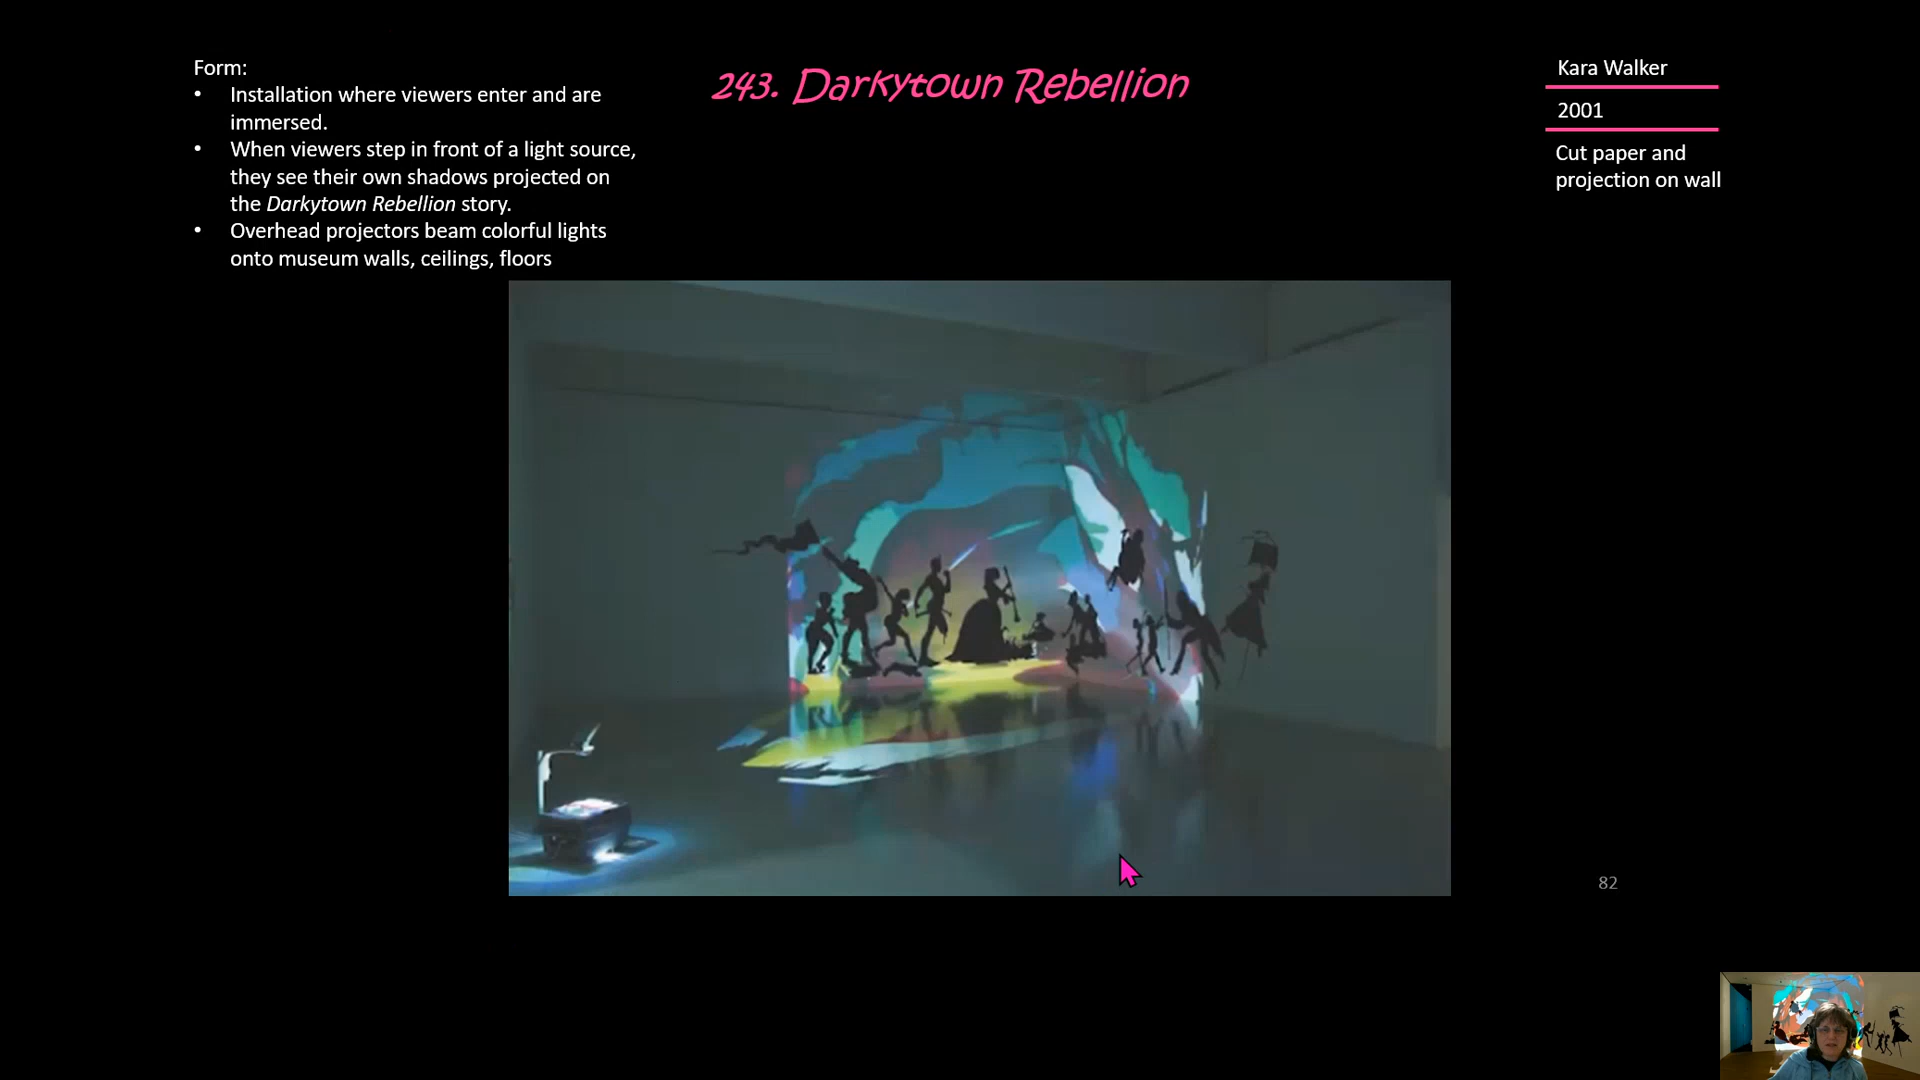 Form:
• Installation where viewers enter and are
immersed.
• When viewers step in front of a light source,
they see their own shadows projected on
the Darkytown Rebellion story.
• Overhead projectors beam colorful lights
onto museum walls, ceilings, floors
243. Darkytown Rebellion
Kara Walker
2001
Cut paper and
projection on wall
82